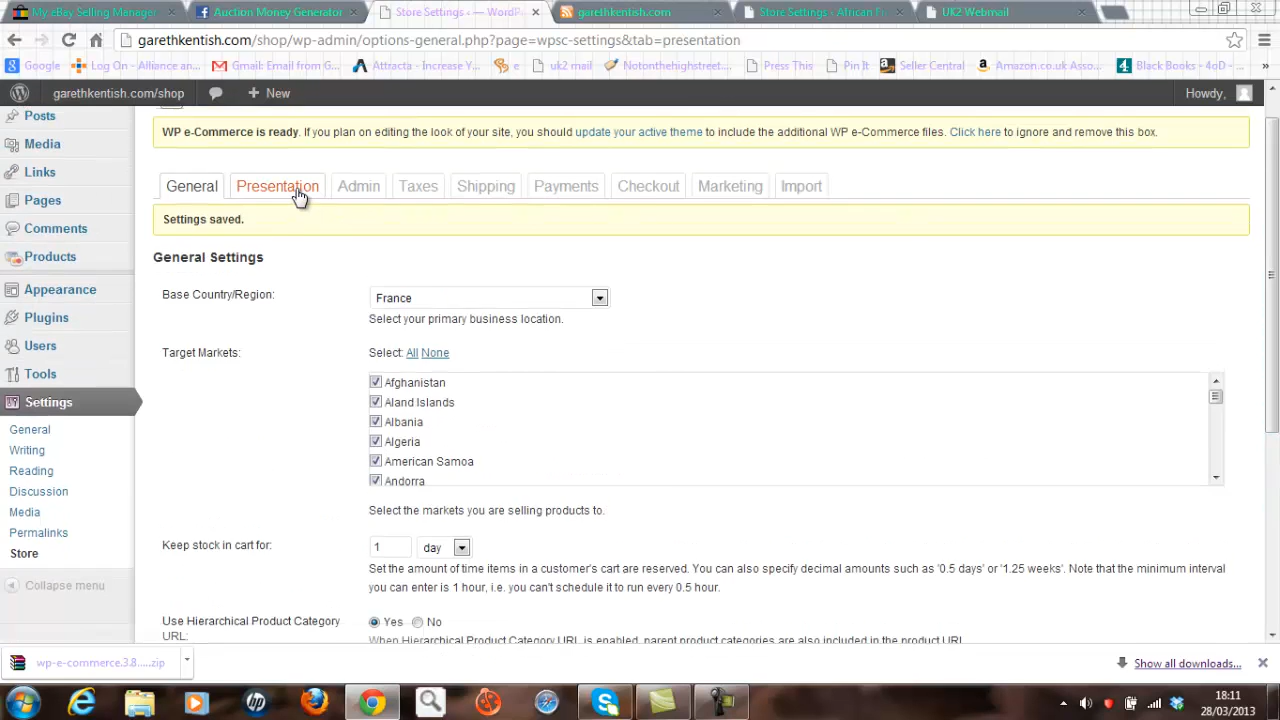 My eBay Selling Manager
Auction Money Generator
Store Settings ‹ — WordP
garethkentish.com
Store Settings - African F
UK2 Webmail
garethkentish.com/shop/wp-admin/options-general.php?page=wpsc-settings&tab=presentation
Google
Log On - Alliance an...
Gmail: Email from G...
Attracta - Increase Y...
e
uk2 mail
Notonthehighstreet...
Press This
Pin It
Seller Central
Amazon.co.uk Asso...
Black Books - 4oD - ...
»
garethkentish.com/shop
+ New
Howdy,
Posts
Media
Links
Pages
Comments
Products
Appearance
Plugins
Users
Tools
Settings
General
Writing
Reading
Discussion
Media
Permalinks
Store
Collapse menu
WP e-Commerce is ready. If you plan on editing the look of your site, you should update your active theme to include the additional WP e-Commerce files. Click here to ignore and remove this box.
General
Presentation
Admin
Taxes
Shipping
Payments
Checkout
Marketing
Import
Settings saved.
General Settings
Base Country/Region:
France
Select your primary business location.
Target Markets:
Select: All None
Afghanistan
Aland Islands
Albania
Algeria
American Samoa
Andorra
Select the markets you are selling products to.
Keep stock in cart for:
1
day
Set the amount of time items in a customer's cart are reserved. You can also specify decimal amounts such as '0.5 days' or '1.25 weeks'. Note that the minimum interval
you can enter is 1 hour, i.e. you can't schedule it to run every 0.5 hour.
Use Hierarchical Product Category
URL:
Yes
No
When Hierarchical Product Category URL is enabled, parent product categories are also included in the product URL.
wp-e-commerce.3.8.....zip
Show all downloads...
18:11
28/03/2013